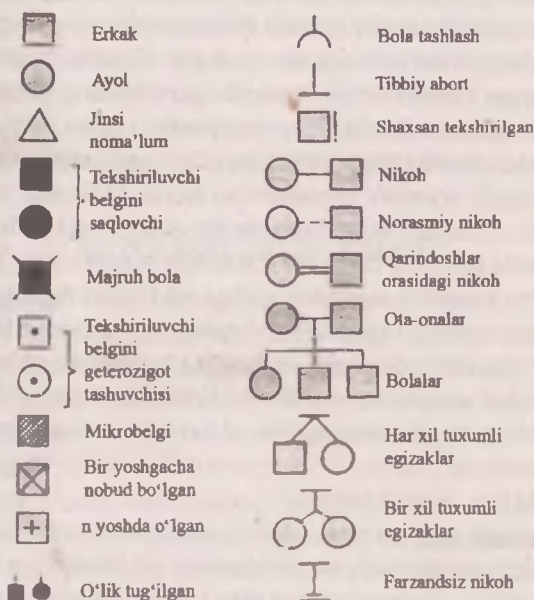 Erkak
Ayol
Jinsi
noma'lum
Tekshiriluvchi
belgini
saqlovchi
Majruh bola
Tekshiriluvchi
belgini
geterozigot
tashuvchisi
Mikrobelgi
Bir yoshgacha
nobud bo‘lgan
n yoshda o‘lgan
O‘lik tug‘ilgan
Bola tashlash
Tibbiy abort
Shaxsan tekshirilgan
Nikoh
Norasmiy nikoh
Qarindoshlar
orasidagi nikoh
Ota-onalar
Bolalar
Har xil tuxumli
egizaklar
Bir xil tuxumli
egizaklar
Farzandsiz nikoh